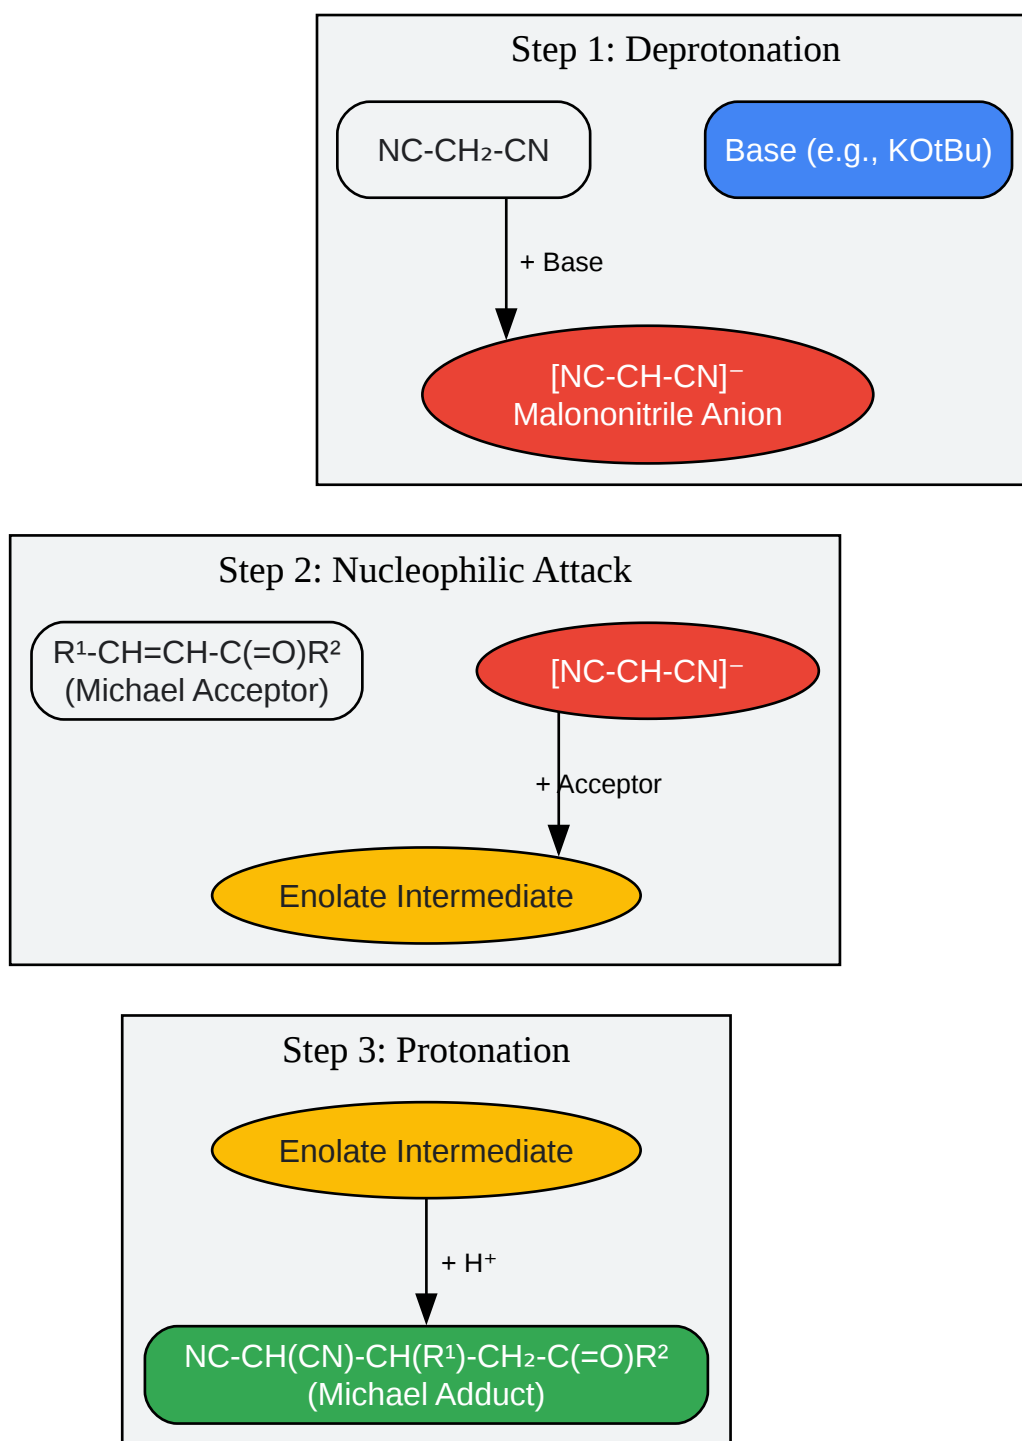 Step 1: Deprotonation
NC-CH₂-CN
Base (e.g., KOtBu)
+ Base
[NC-CH-CN]⁻
Malononitrile Anion
Step 2: Nucleophilic Attack
R¹-CH=CH-C(=O)R²
(Michael Acceptor)
[NC-CH-CN]⁻
+ Acceptor
Enolate Intermediate
Step 3: Protonation
Enolate Intermediate
+ H⁺
NC-CH(CN)-CH(R¹)-CH₂-C(=O)R²
(Michael Adduct)